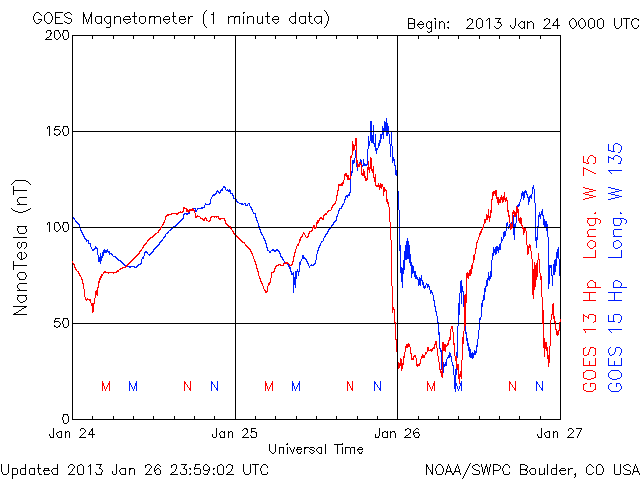 GOES Magnetometer (1 minute data)
Begin: 2013 Jan 24 0000 UTC
200
150
100
50
0
NanoTesla (nT)
M M N N M M N N M M N N
Jan 24 Jan 25 Jan 26 Jan 27
Universal Time
GOES 13 Hp Long. W 75
GOES 15 Hp Long. W 135
Updated 2013 Jan 26 23:59:02 UTC
NOAA/SWPC Boulder, CO USA